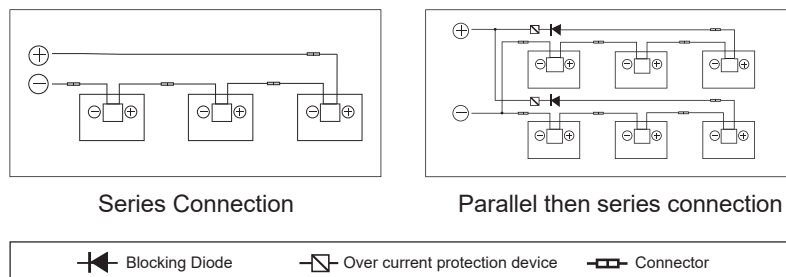 Series Connection
Parallel then series connection
Blocking Diode
Over current protection device
Connector